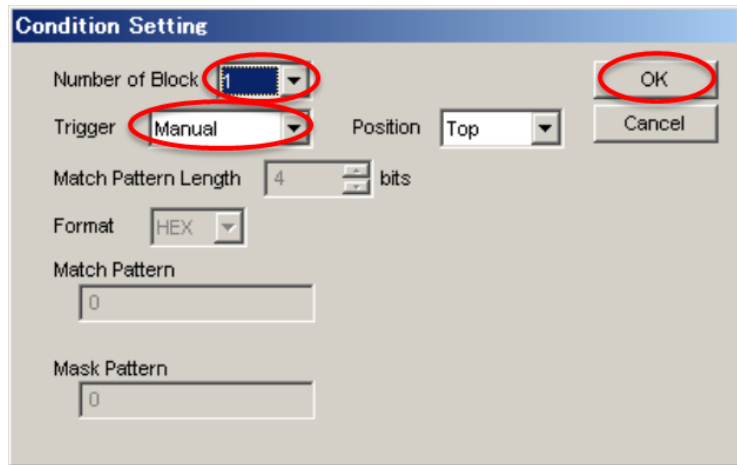 Condition Setting
Number of Block 1 OK
Trigger Manual Position Top Cancel
Match Pattern Length 4 bits
Format HEX
Match Pattern
0
Mask Pattern
0